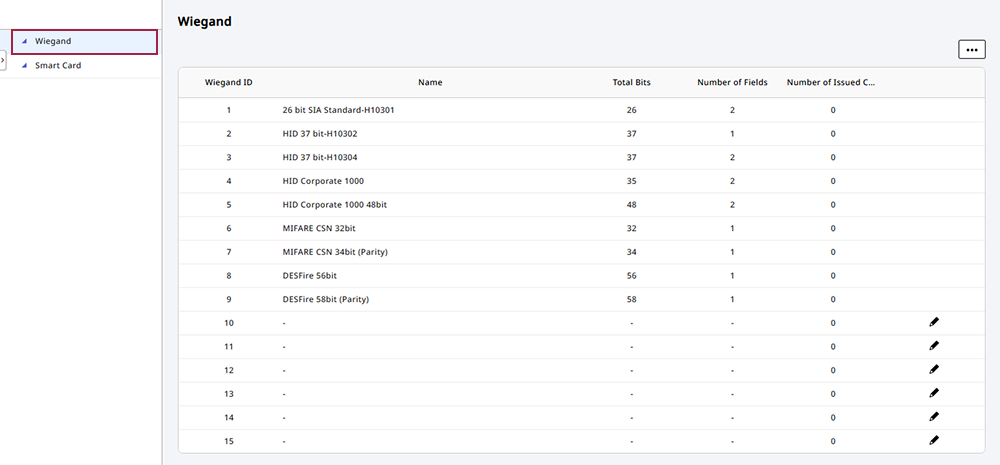 Wiegand
Smart Card
Wiegand
Wiegand ID Name Total Bits Number of Fields Number of Issued C...
1 26 bit SIA Standard-H10301 26 2 0
2 HID 37 bit-H10302 37 1 0
3 HID 37 bit-H10304 37 2 0
4 HID Corporate 1000 35 2 0
5 HID Corporate 1000 48bit 48 2 0
6 MIFARE CSN 32bit 32 1 0
7 MIFARE CSN 34bit (Parity) 34 1 0
8 DESFire 56bit 56 1 0
9 DESFire 58bit (Parity) 58 1 0
10 - - - 0
11 - - - 0
12 - - - 0
13 - - - 0
14 - - - 0
15 - - - 0